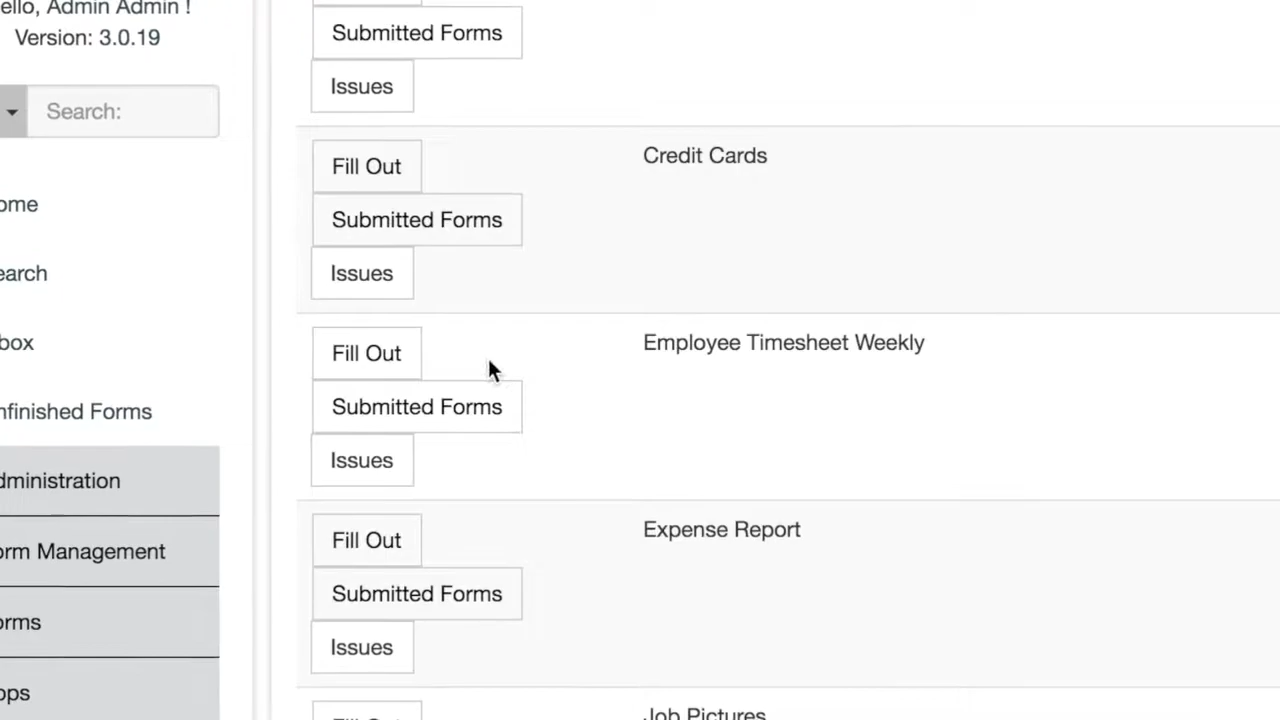 ello, Admin Admin !
Version: 3.0.19
Search:
ome
earch
box
nfinished Forms
dministration
orm Management
orms
ops
Submitted Forms
Issues
Fill Out
Credit Cards
Submitted Forms
Issues
Fill Out
Employee Timesheet Weekly
Submitted Forms
Issues
Fill Out
Expense Report
Submitted Forms
Issues
Fill Out
Job Pictures